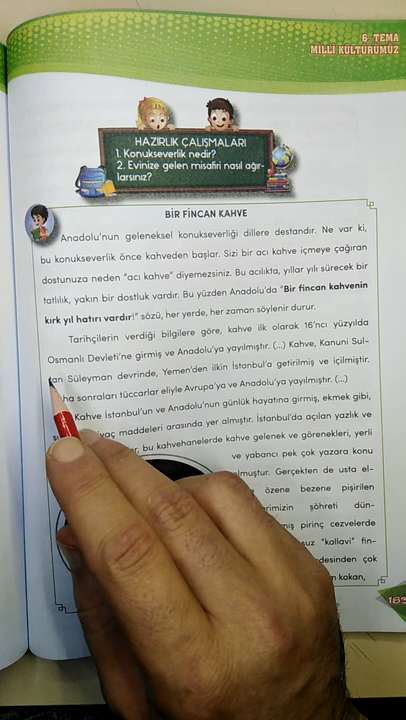 6. TEMA
MİLLÎ KÜLTÜRÜMÜZ
HAZIRLIK ÇALIŞMALARI
1. Konukseverlik nedir?
2. Evinize gelen misafiri nasıl ağır-
larsınız?
BİR FİNCAN KAHVE
Anadolu'nun geleneksel konukseverliği dillere destandır. Ne var ki,
bu konukseverlik önce kahveden başlar. Sizi bir acı kahve içmeye çağıran
dostunuza neden "acı kahve" diyemezsiniz. Bu acılıkta, yıllar yılı sürecek bir
tatlılık, yakın bir dostluk vardır. Bu yüzden Anadolu'da "Bir fincan kahvenin
kırk yıl hatırı vardır!" sözü, her yerde, her zaman söylenir durur.
Tarihçilerin verdiği bilgilere göre, kahve ilk olarak 16'ncı yüzyılda
Osmanlı Devleti'ne girmiş ve Anadolu'ya yayılmıştır. (...) Kahve, Kanuni Sul-
tan Süleyman devrinde, Yemen'den ilkin İstanbul'a getirilmiş ve içilmiştir.
ha sonraları tüccarlar eliyle Avrupa'ya ve Anadolu'ya yayılmıştır. (...)
Kahve İstanbul'un ve Anadolu'nun günlük hayatına girmiş, ekmek gibi,
maddeleri arasında yer almıştır. İstanbul'da açılan yazlık ve
bu kahvehanelerde kahve gelenek ve görenekleri, yerli
ve yabancı pek çok yazara konu
olmuştur. Gerçekten de usta el-
özene bezene pişirilen
şöhreti dün-
pirinç cezvelerde
"kallavi" fin-
çok
kokan,
183